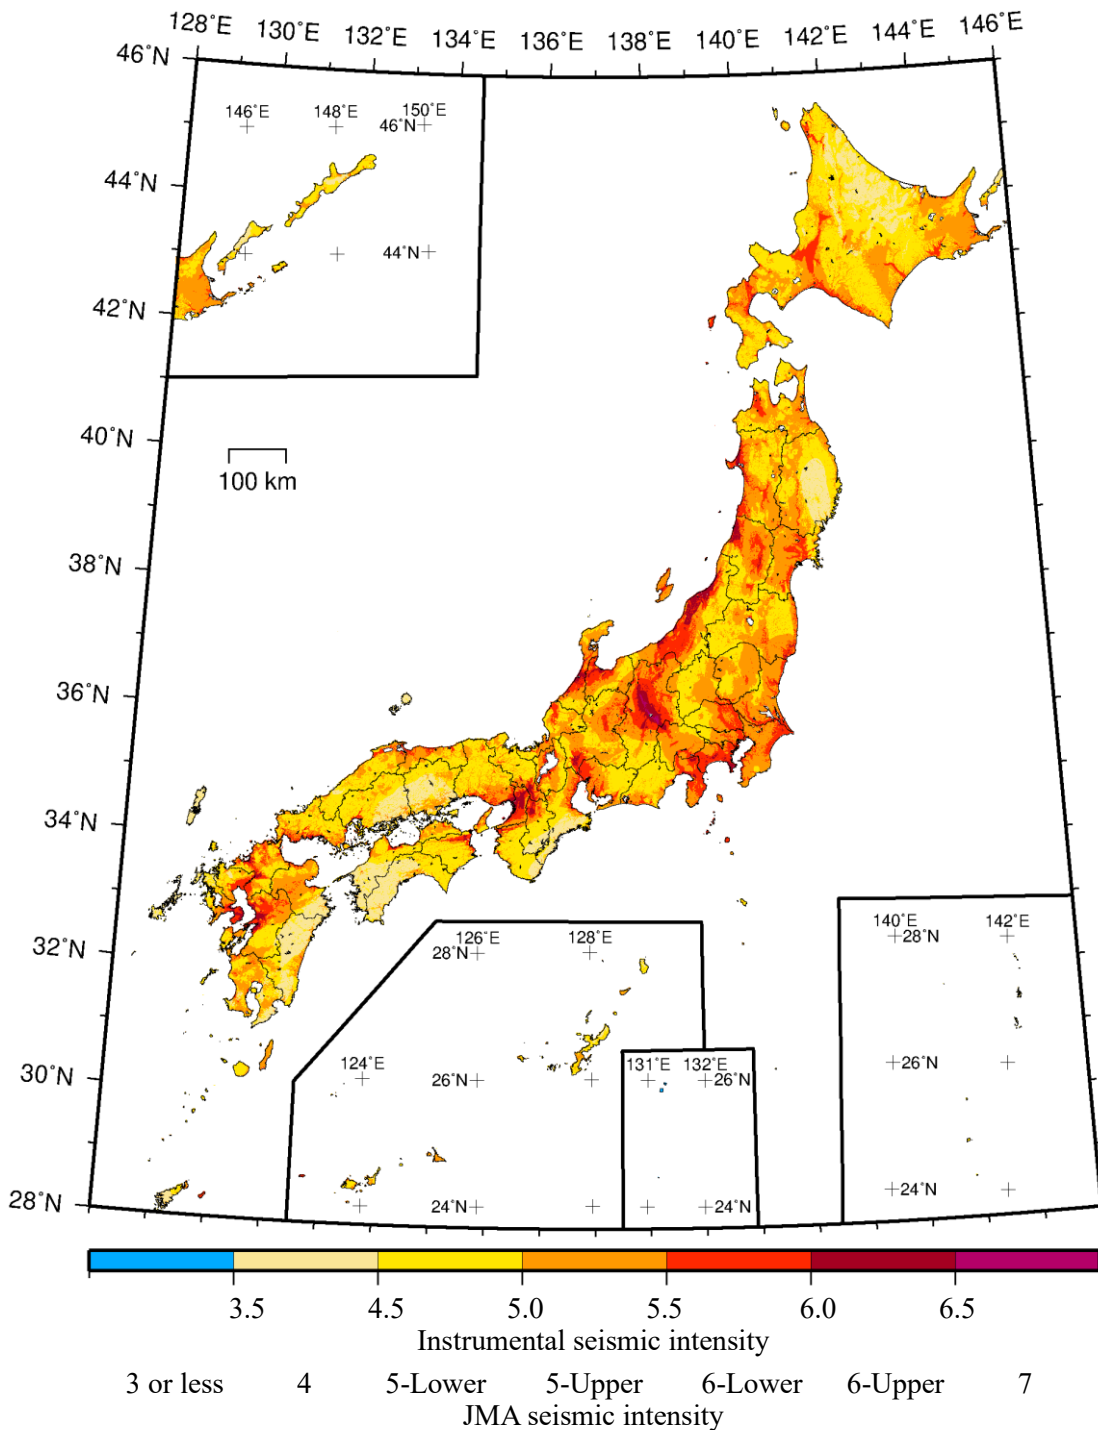 128°E 130°E 132°E 134°E 136°E 138°E 140°E 142°E 144°E 146°E
46°N
146°E 148°E 150°E
46°N
44°N
44°N
42°N
40°N
100 km
38°N
36°N
34°N
32°N
126°E 128°E
28°N
140°E 142°E
28°N
30°N
124°E
26°N
131°E 132°E
26°N
26°N
28°N
24°N
24°N
24°N
3.5 4.5 5.0 5.5 6.0 6.5
Instrumental seismic intensity
3 or less 4 5-Lower 5-Upper 6-Lower 6-Upper 7
JMA seismic intensity